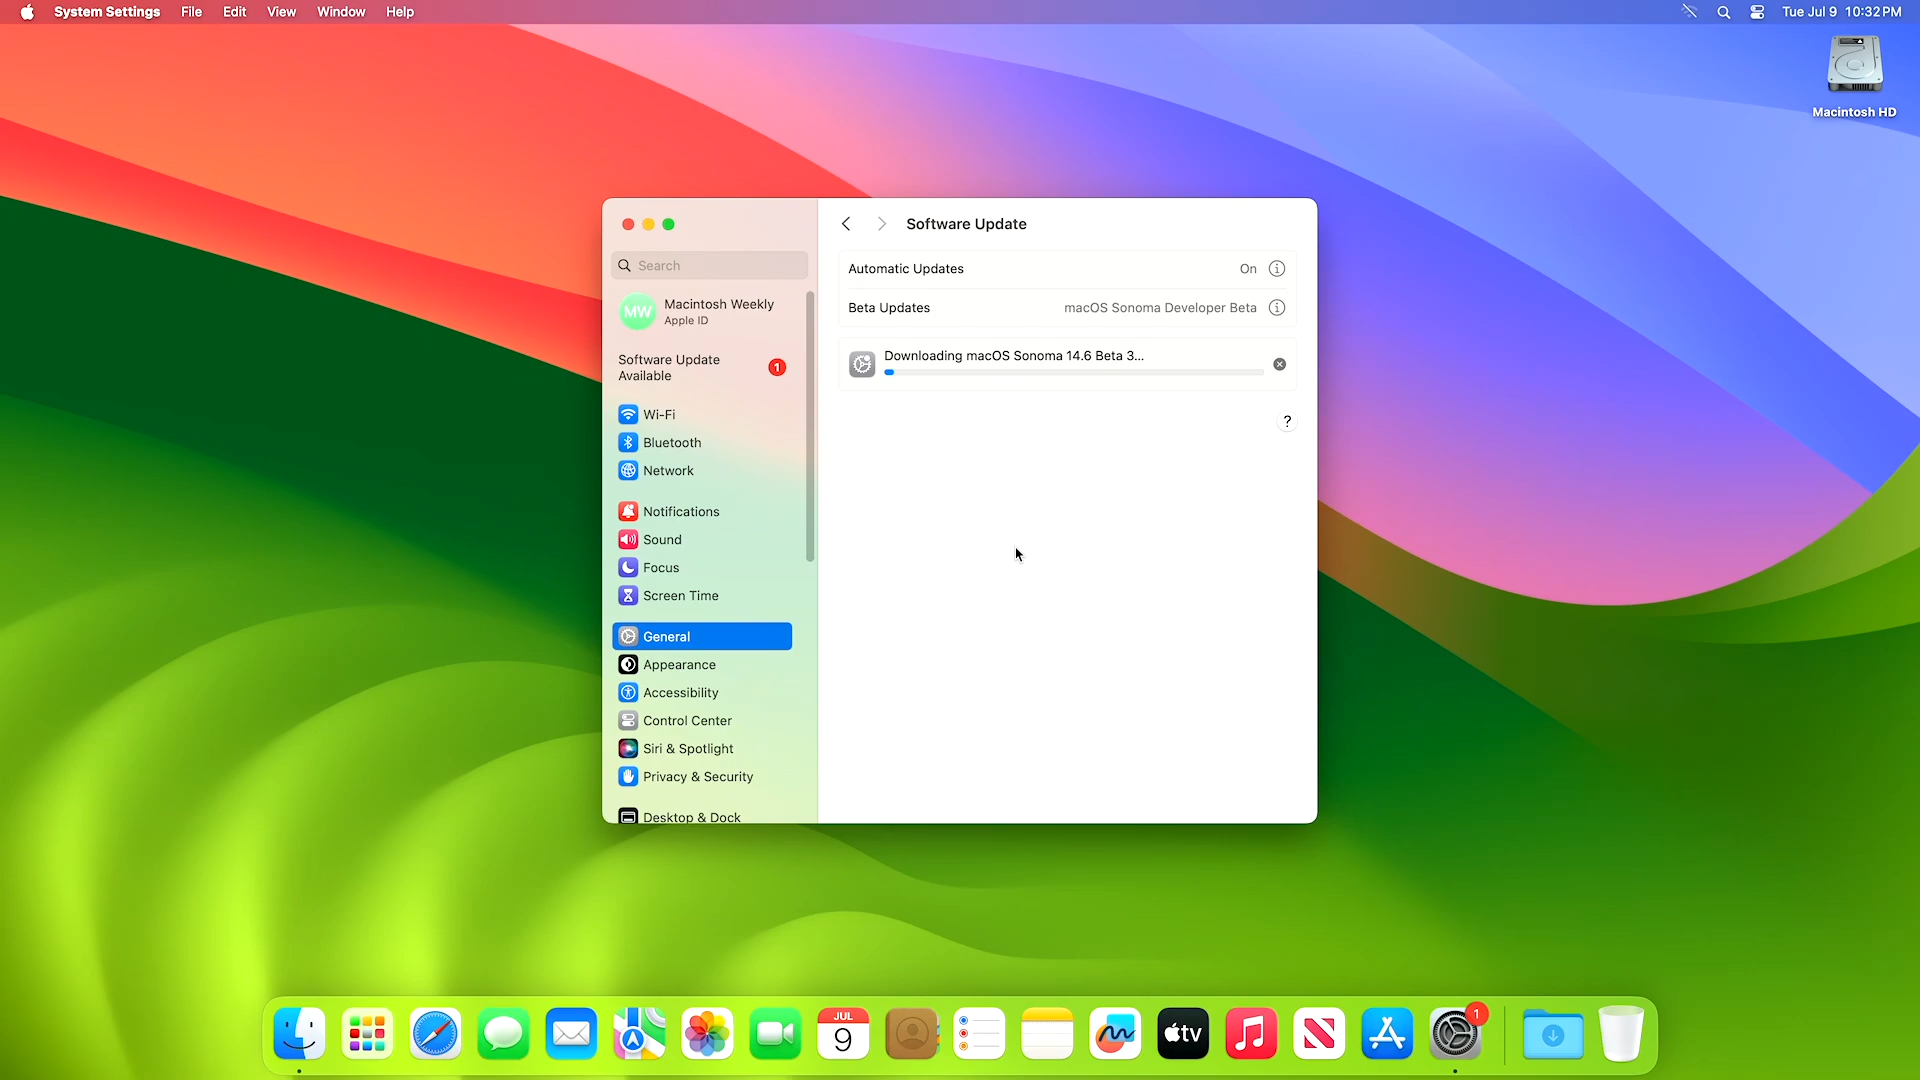 System Settings File Edit View Window Help Tue Jul 9 10:32 PM
Macintosh HD
Software Update
Search
Automatic Updates On
Macintosh Weekly
MW
Apple ID
Beta Updates macOS Sonoma Developer Beta
Software Update
Available
1
Downloading macOS Sonoma 14.6 Beta 3...
?
Wi-Fi
Bluetooth
Network
Notifications
Sound
Focus
Screen Time
General
Appearance
Accessibility
Control Center
Siri & Spotlight
Privacy & Security
Desktop & Dock
JUL
9
tv
1